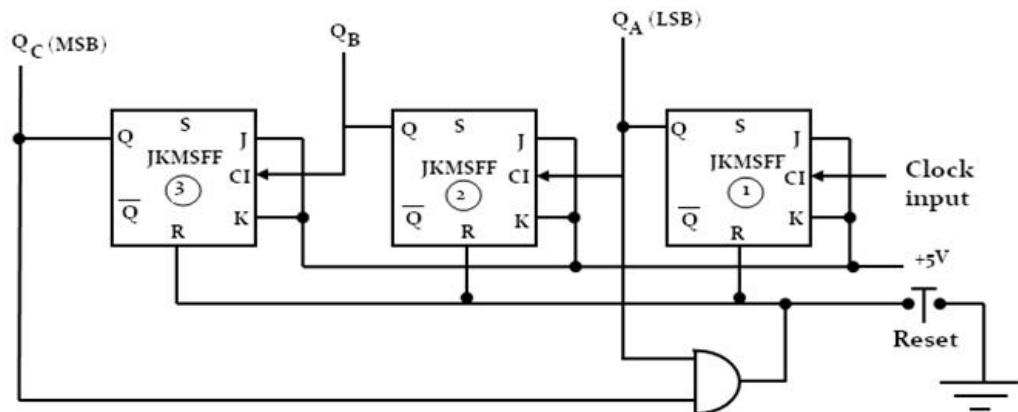 Q_C (MSB)
Q_B
Q_A (LSB)
Q S J
JKMSFF
3
CI
Q̅ K
R
Q S J
JKMSFF
2
CI
Q̅ K
R
Q S J
JKMSFF
1
CI
Q̅ K
R
Clock
input
+5V
Reset